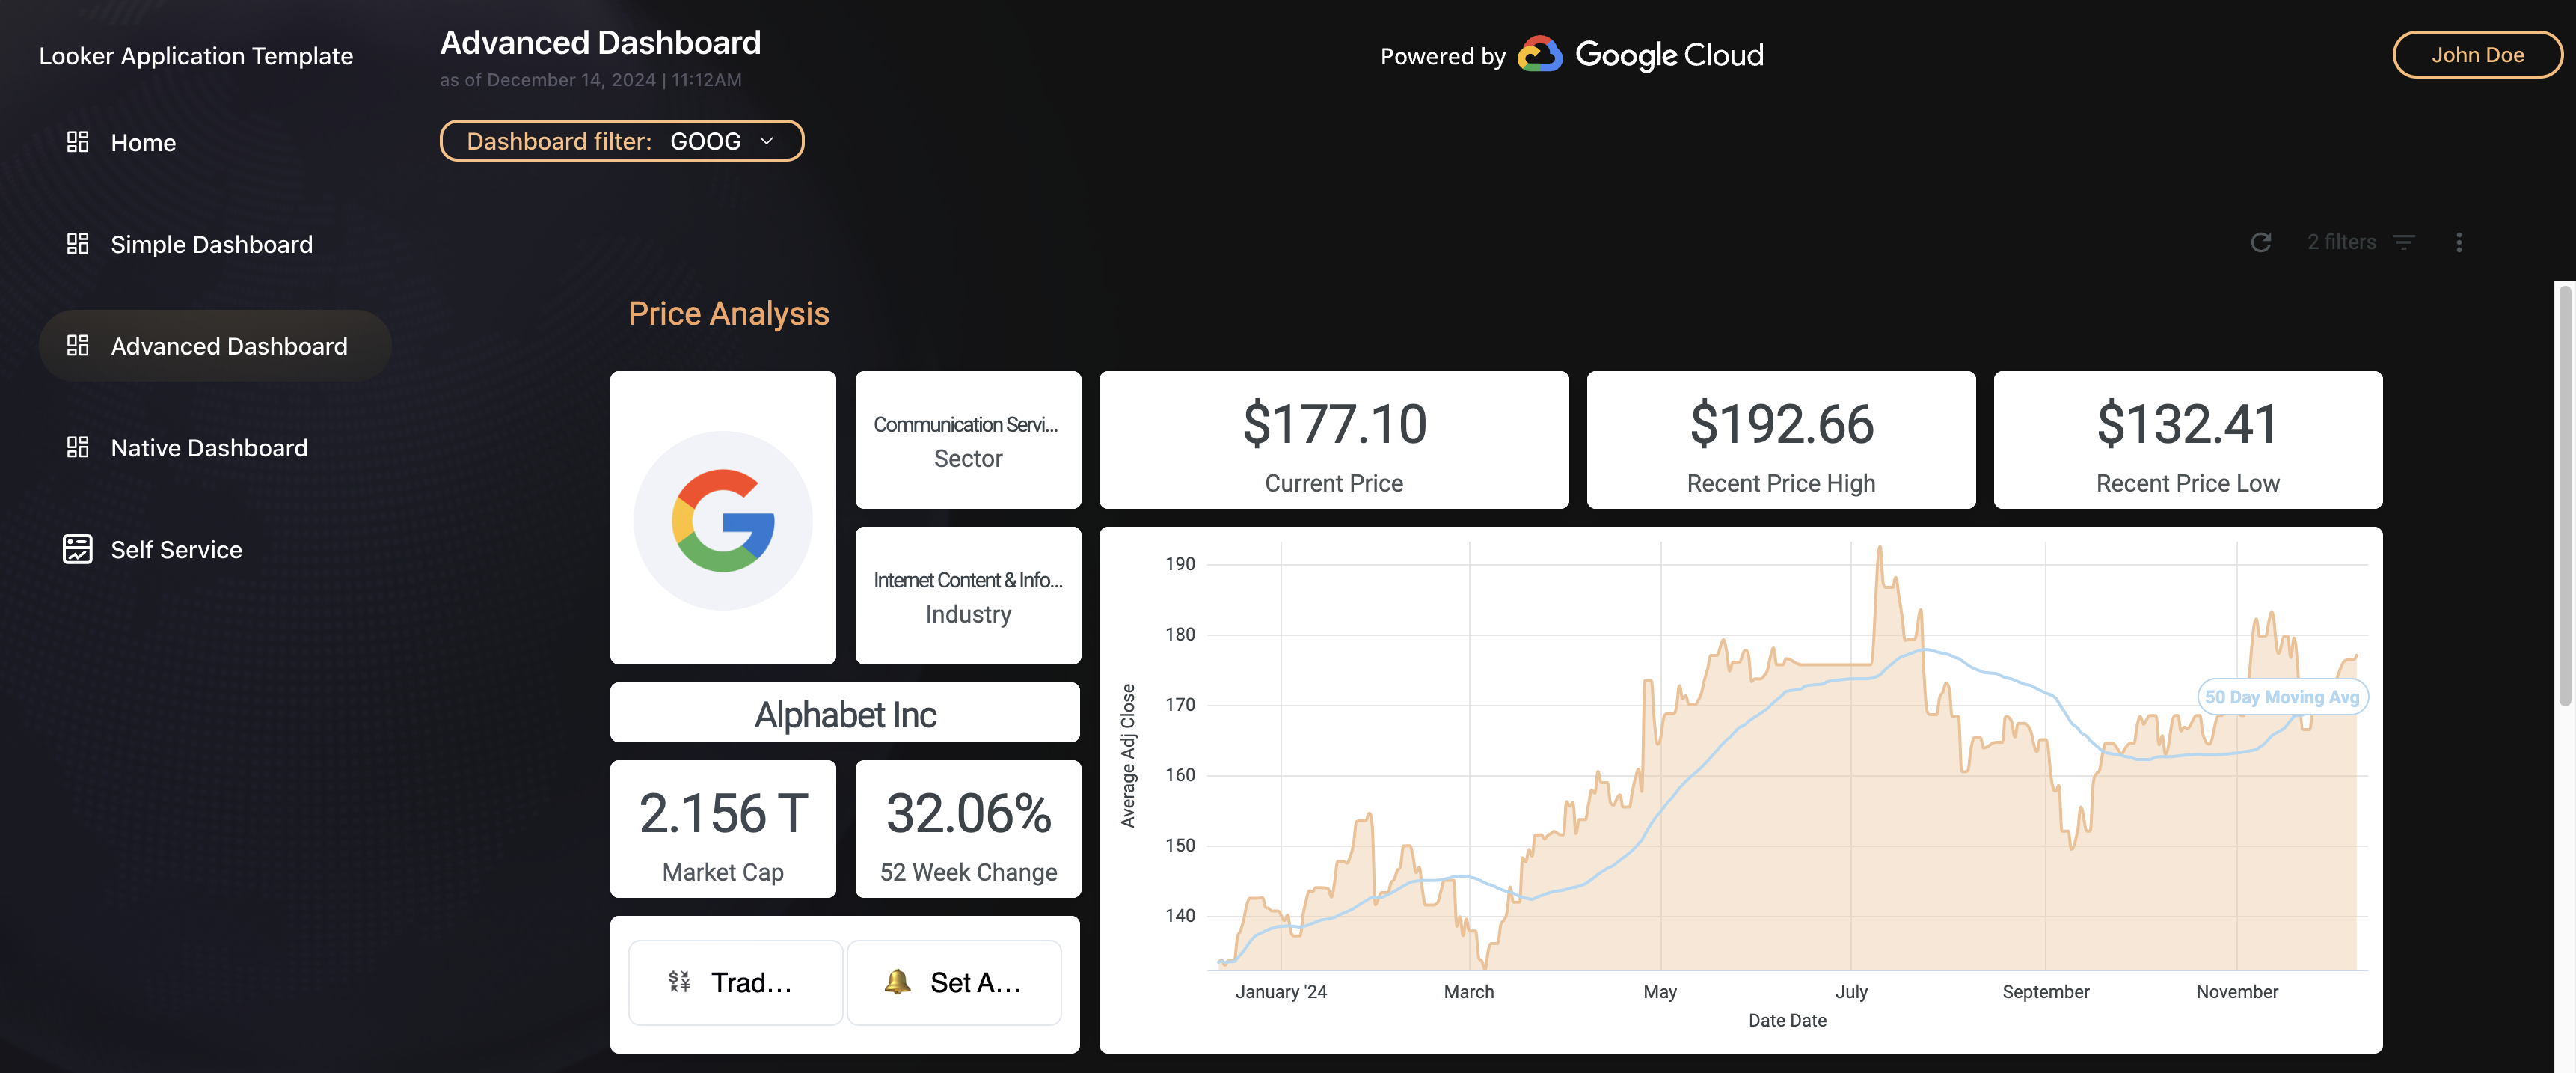 Looker Application Template
Home
Simple Dashboard
Advanced Dashboard
Native Dashboard
Self Service
Advanced Dashboard
as of December 14, 2024 | 11:12AM
Powered by Google Cloud
John Doe
Dashboard filter: GOOG
2 filters
Price Analysis
Communication Servi...
Sector
Internet Content & Info...
Industry
Alphabet Inc
2.156 T
Market Cap
32.06%
52 Week Change
Trad...
Set A...
$177.10
Current Price
$192.66
Recent Price High
$132.41
Recent Price Low
Average Adj Close
190
180
170
160
150
140
50 Day Moving Avg
January '24 March May July September November
Date Date